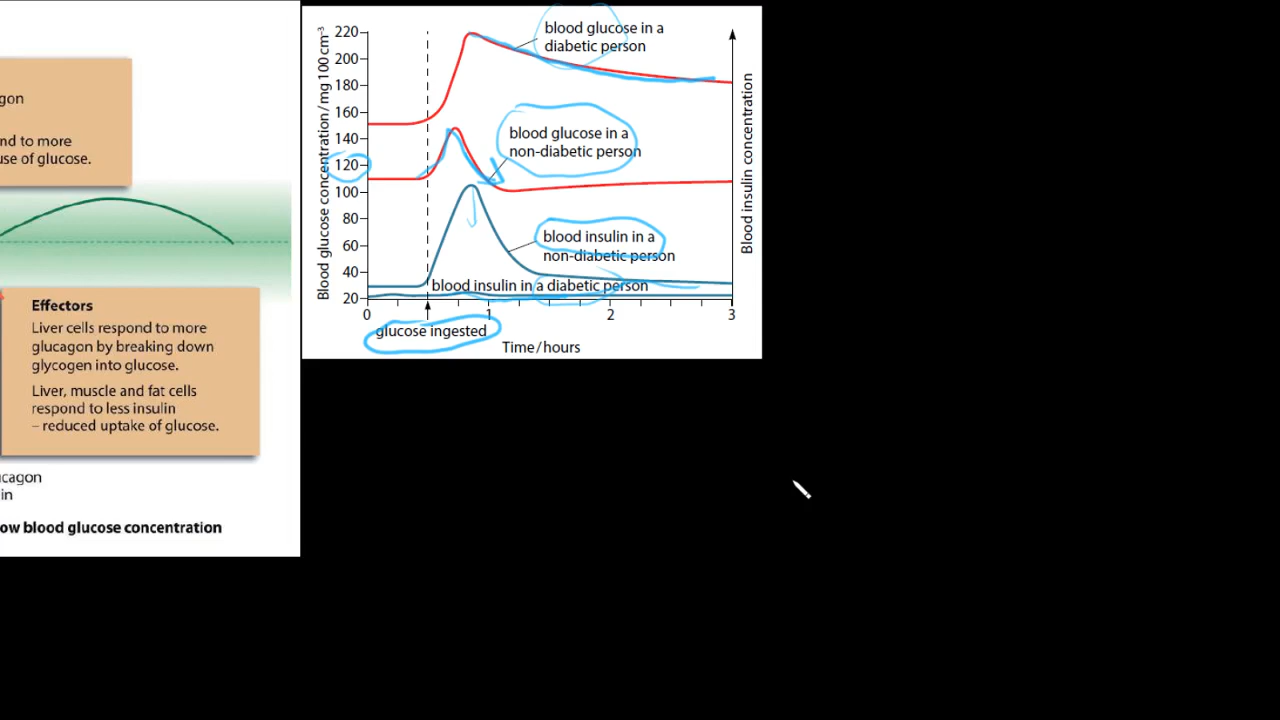 gon
nd to more
use of glucose.
Effectors
Liver cells respond to more
glucagon by breaking down
glycogen into glucose.
Liver, muscle and fat cells
respond to less insulin
– reduced uptake of glucose.
cagon
in
ow blood glucose concentration
Blood glucose concentration / mg 100 cm⁻³
220
200
180
160
140
120
100
80
60
40
20
blood glucose in a
diabetic person
blood glucose in a
non-diabetic person
blood insulin in a
non-diabetic person
blood insulin in a diabetic person
0
1
2
3
glucose ingested
Time / hours
Blood insulin concentration